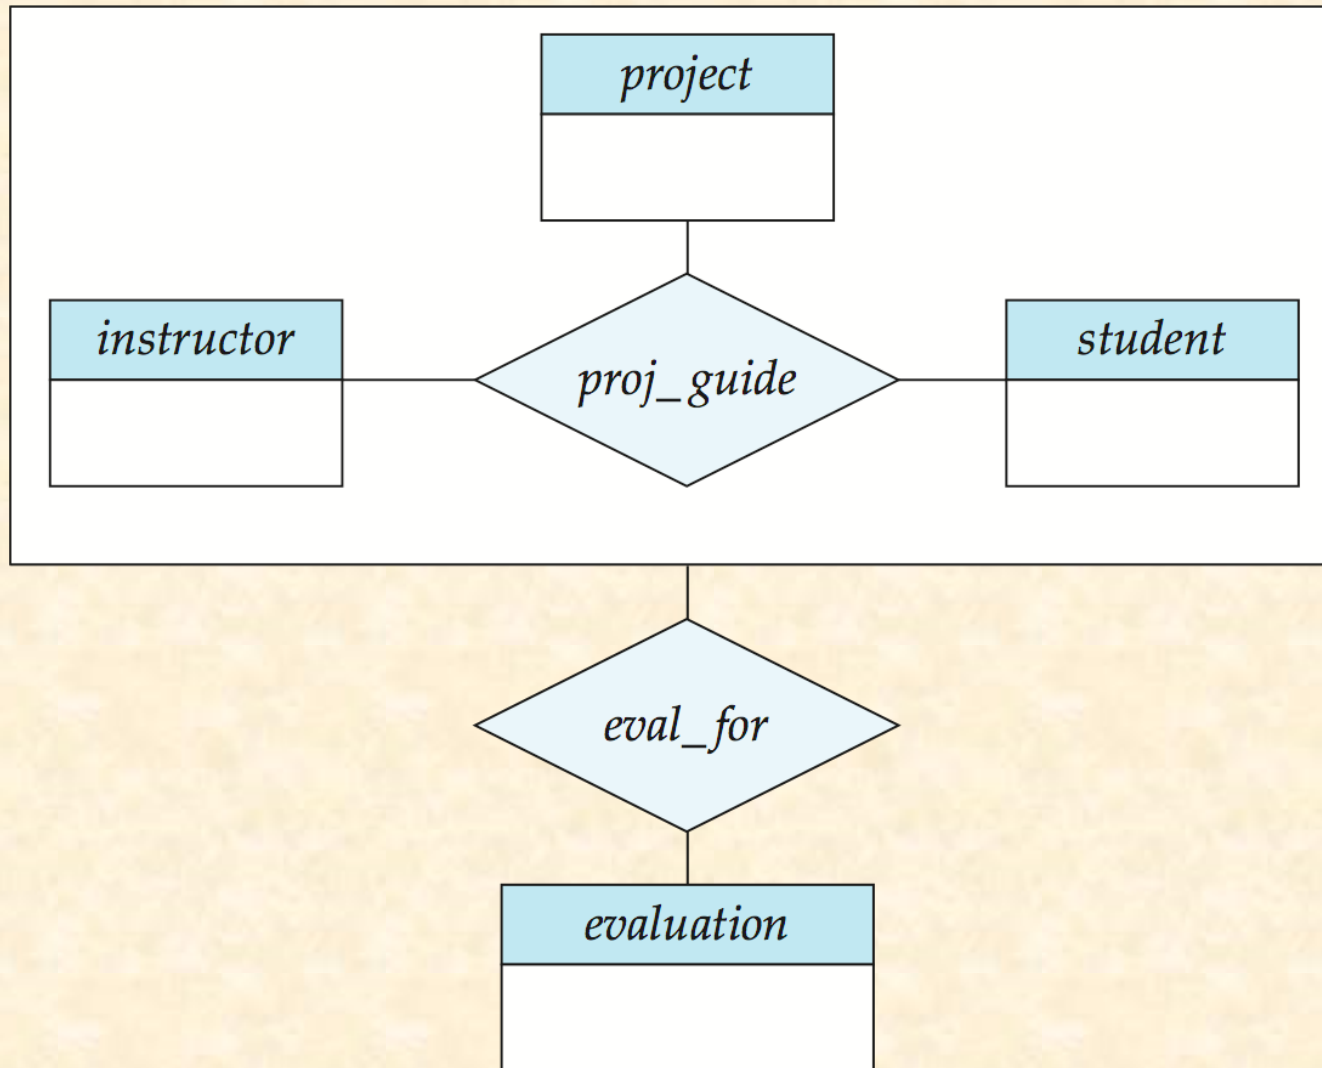 project
instructor
proj_guide
student
eval_for
evaluation